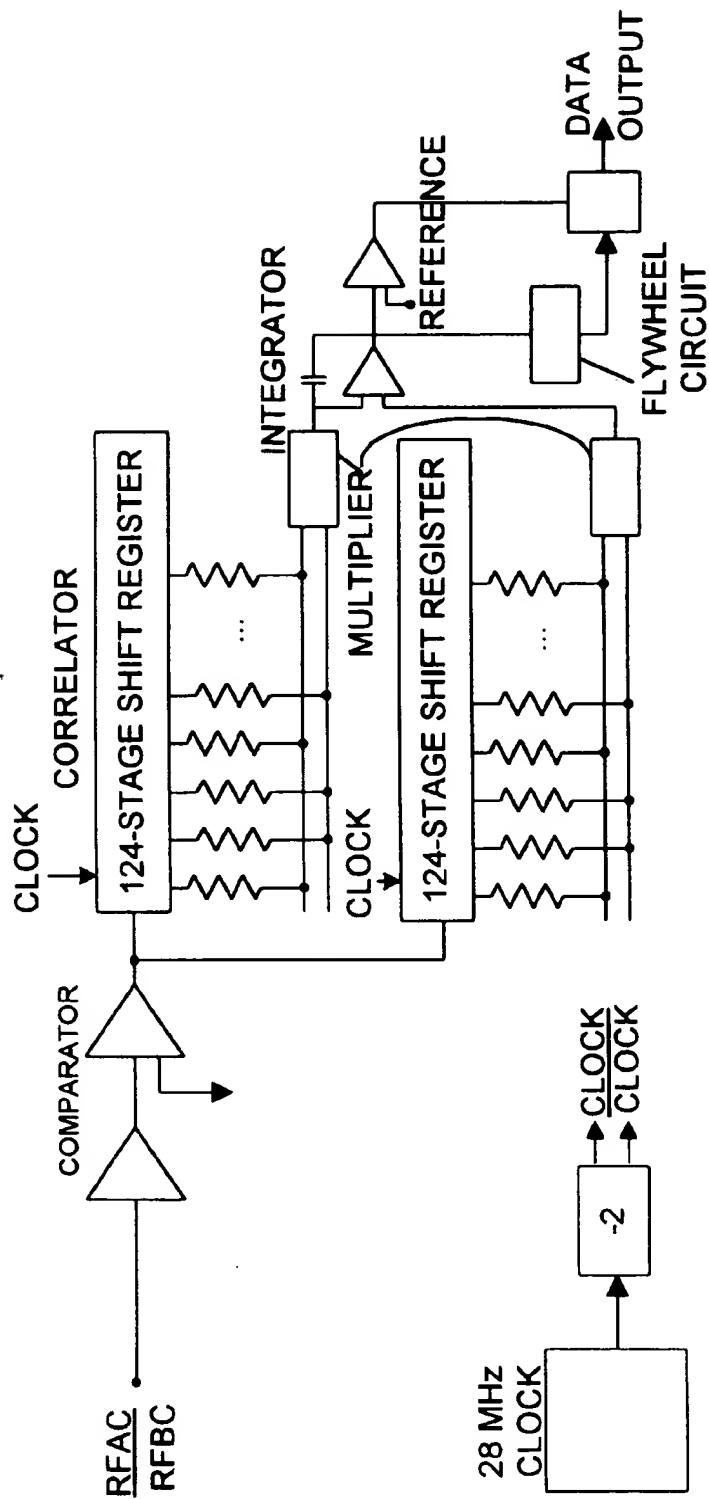 RFAC
RFBC
COMPARATOR
CLOCK
CORRELATOR
124-STAGE SHIFT REGISTER
...
INTEGRATOR
MULTIPLIER
REFERENCE
CLOCK
124-STAGE SHIFT REGISTER
...
FLYWHEEL
CIRCUIT
DATA
OUTPUT
28 MHz
CLOCK
-2
CLOCK
CLOCK